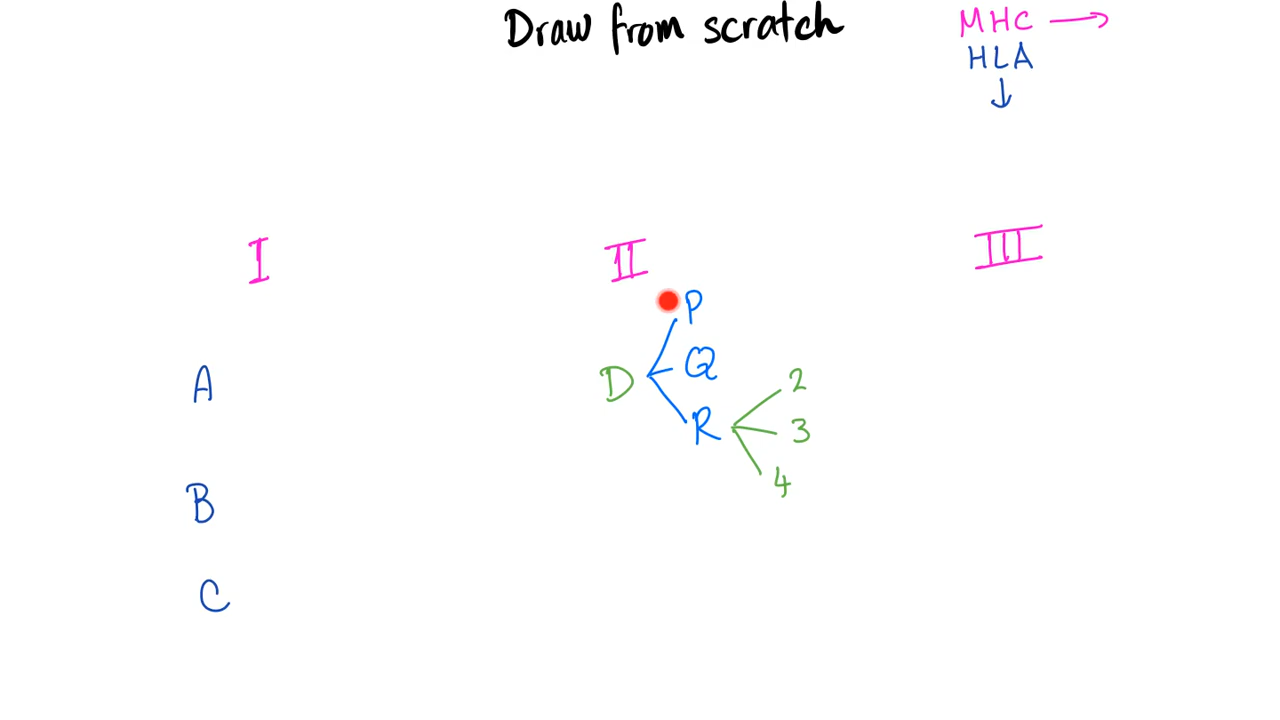 Draw from scratch
MHC →
HLA
↓
I II III
P
Q
A D
R
2
3
4
B
C